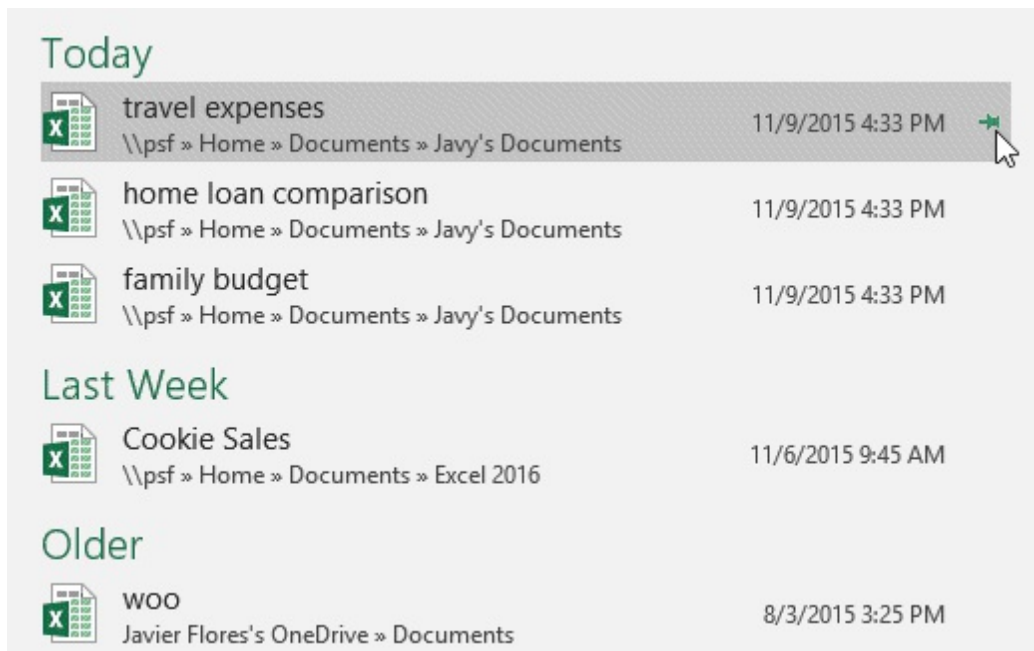 Today
travel expenses
\\psf » Home » Documents » Javy's Documents
11/9/2015 4:33 PM
home loan comparison
\\psf » Home » Documents » Javy's Documents
11/9/2015 4:33 PM
family budget
\\psf » Home » Documents » Javy's Documents
11/9/2015 4:33 PM
Last Week
Cookie Sales
\\psf » Home » Documents » Excel 2016
11/6/2015 9:45 AM
Older
woo
Javier Flores's OneDrive » Documents
8/3/2015 3:25 PM